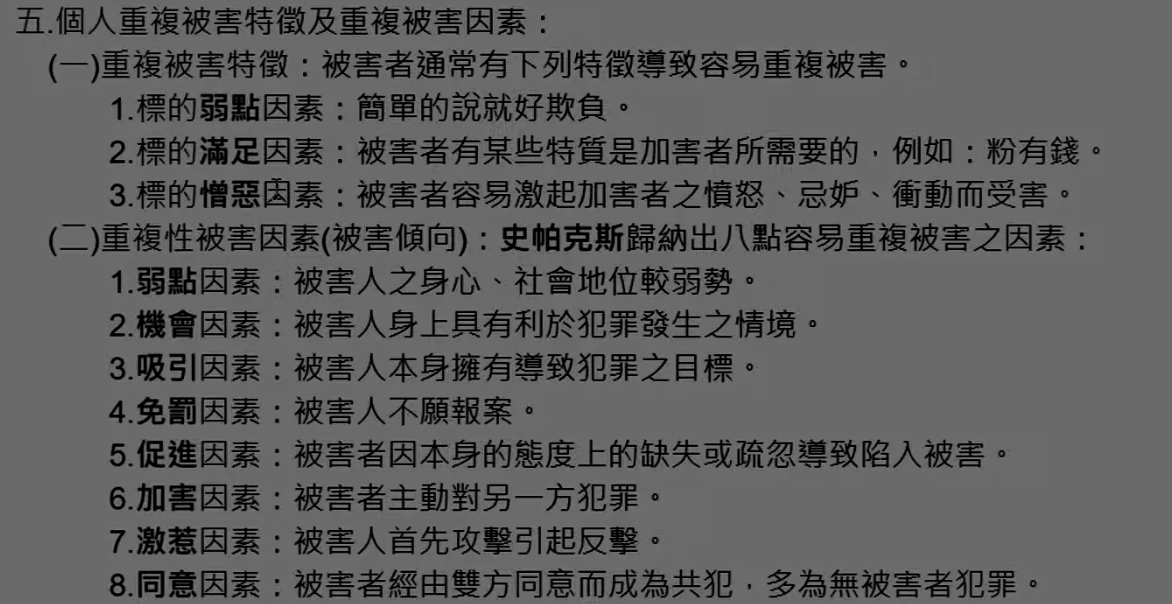 五.個人重複被害特徵及重複被害因素：
(一)重複被害特徵：被害者通常有下列特徵導致容易重複被害。
1.標的弱點因素：簡單的說就好欺負。
2.標的滿足因素：被害者有某些特質是加害者所需要的，例如：粉有錢。
3.標的憎惡因素：被害者容易激起加害者之憤怒、忌妒、衝動而受害。
(二)重複性被害因素(被害傾向)：史帕克斯歸納出八點容易重複被害之因素：
1.弱點因素：被害人之身心、社會地位較弱勢。
2.機會因素：被害人身上具有利於犯罪發生之情境。
3.吸引因素：被害人本身擁有導致犯罪之目標。
4.免罰因素：被害人不願報案。
5.促進因素：被害者因本身的態度上的缺失或疏忽導致陷入被害。
6.加害因素：被害者主動對另一方犯罪。
7.激惹因素：被害人首先攻擊引起反擊。
8.同意因素：被害者經由雙方同意而成為共犯，多為無被害者犯罪。